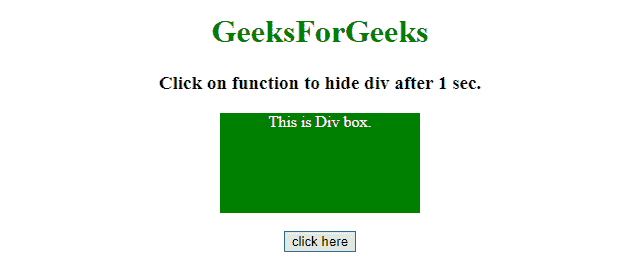 GeeksForGeeks
Click on function to hide div after 1 sec.
This is Div box.
click here